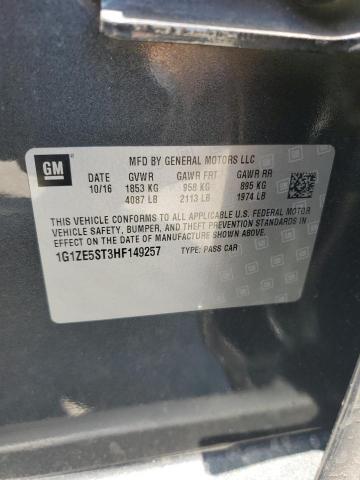 GM
MFD BY GENERAL MOTORS LLC
DATE GVWR GAWR FRT GAWR RR
10/16 1853 KG 958 KG 895 KG
4087 LB 2113 LB 1974 LB
THIS VEHICLE CONFORMS TO ALL APPLICABLE U.S. FEDERAL MOTOR
VEHICLE SAFETY, BUMPER, AND THEFT PREVENTION STANDARDS
IN EFFECT ON THE DATE OF MANUFACTURE SHOWN ABOVE.
1G1ZE5ST3HF149257 TYPE: PASS CAR